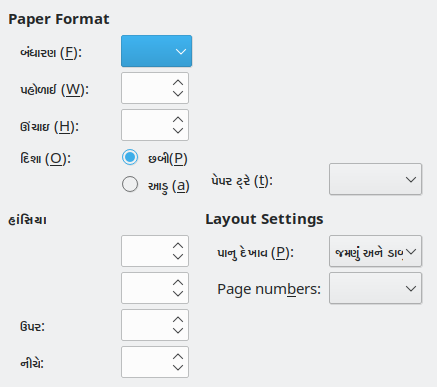 Paper Format
બંધારણ (F):
પહોળાઈ (W):
ઊંચાઇ (H):
દિશા (O):
છબી(P)
આડુ (a)
પેપર ટ્રે (t):
હાંસિયા
Layout Settings
પાનુ દેખાવ (P):
જમણું અને ડાબુ
Page numbers:
ઉપર:
નીચે: